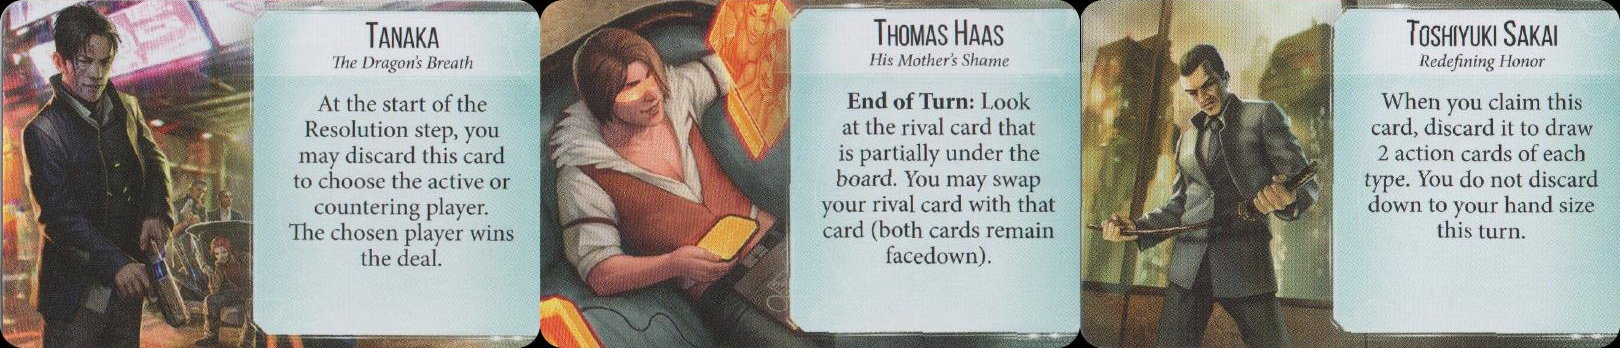 TANAKA
The Dragon's Breath
At the start of the
Resolution step, you
may discard this card
to choose the active or
countering player.
The chosen player wins
the deal.
THOMAS HAAS
His Mother's Shame
End of Turn: Look
at the rival card that
is partially under the
board. You may swap
your rival card with that
card (both cards remain
facedown).
TOSHIYUKI SAKAI
Redefining Honor
When you claim this
card, discard it to draw
2 action cards of each
type. You do not discard
down to your hand size
this turn.